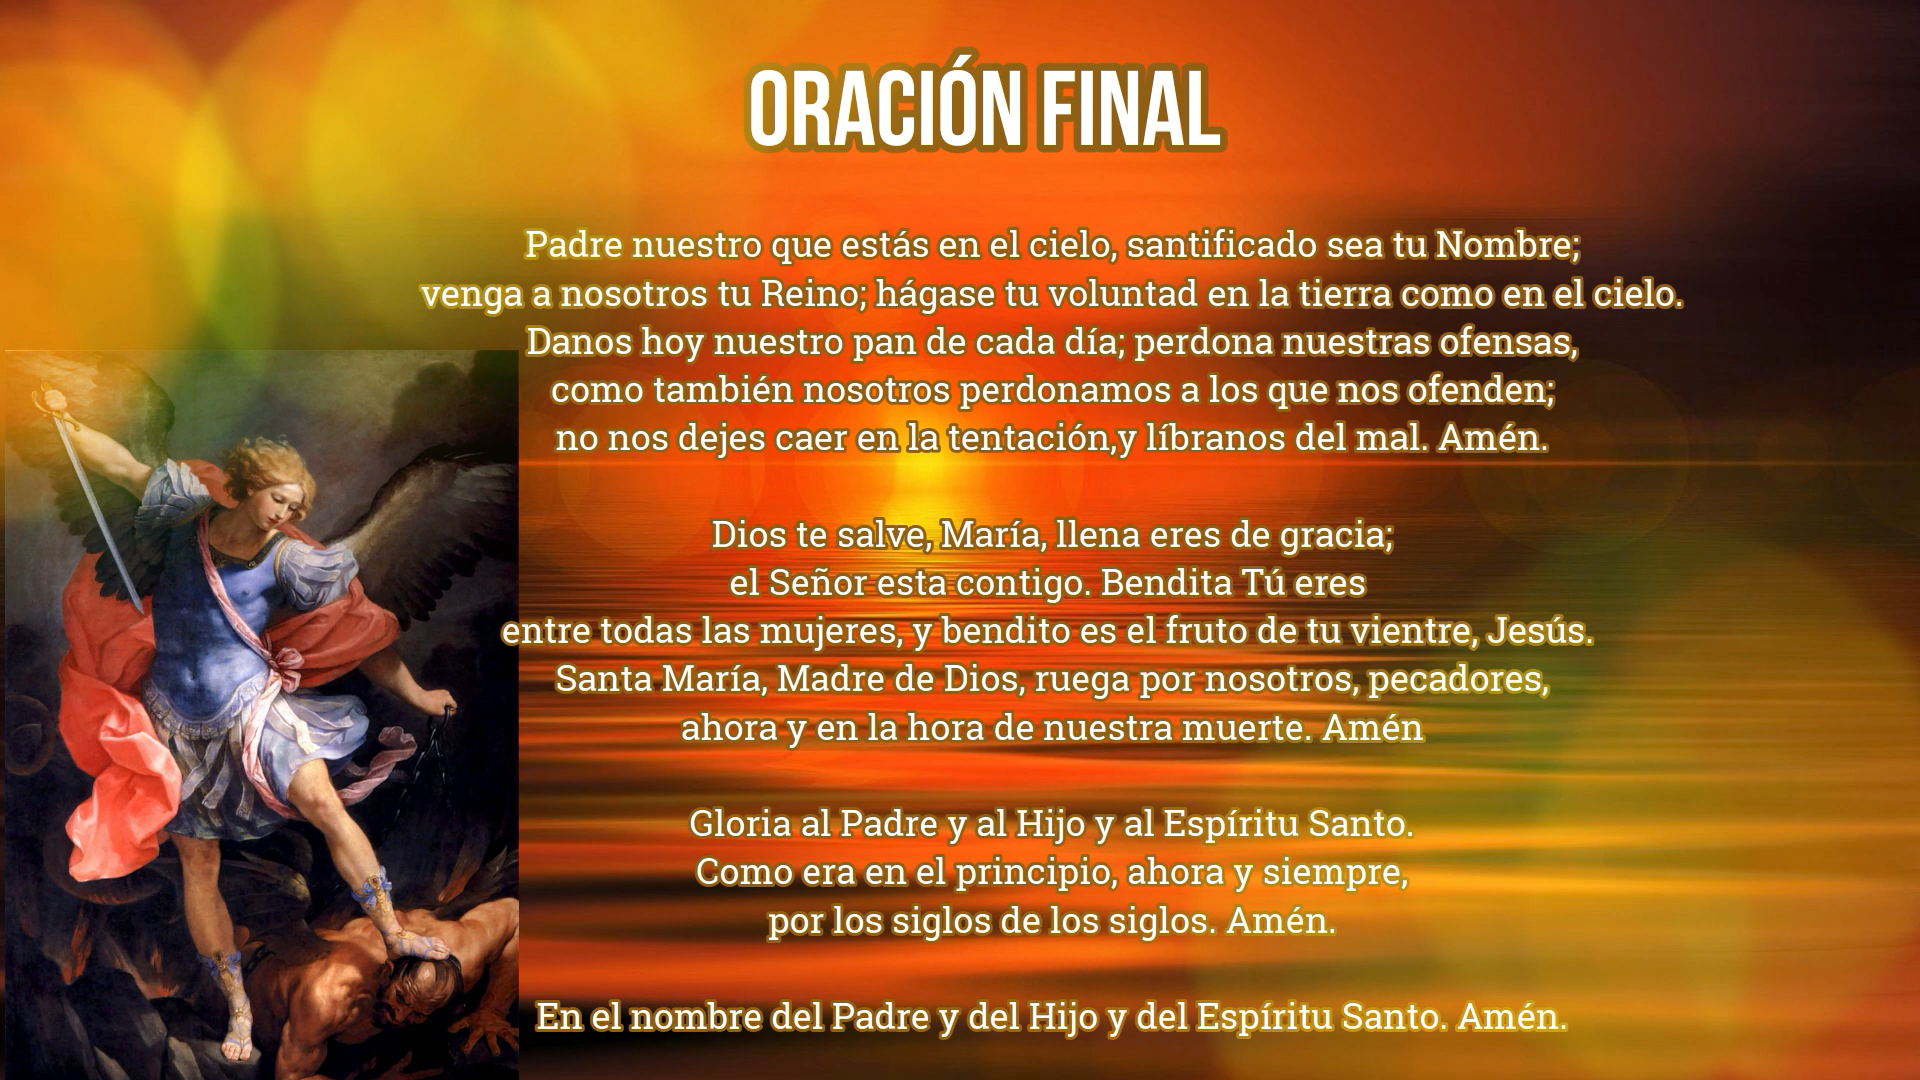 ORACIÓN FINAL
Padre nuestro que estás en el cielo, santificado sea tu Nombre;
venga a nosotros tu Reino; hágase tu voluntad en la tierra como en el cielo.
Danos hoy nuestro pan de cada día; perdona nuestras ofensas,
como también nosotros perdonamos a los que nos ofenden;
no nos dejes caer en la tentación,y líbranos del mal. Amén.
Dios te salve, María, llena eres de gracia;
el Señor esta contigo. Bendita Tú eres
entre todas las mujeres, y bendito es el fruto de tu vientre, Jesús.
Santa María, Madre de Dios, ruega por nosotros, pecadores,
ahora y en la hora de nuestra muerte. Amén
Gloria al Padre y al Hijo y al Espíritu Santo.
Como era en el principio, ahora y siempre,
por los siglos de los siglos. Amén.
En el nombre del Padre y del Hijo y del Espíritu Santo. Amén.